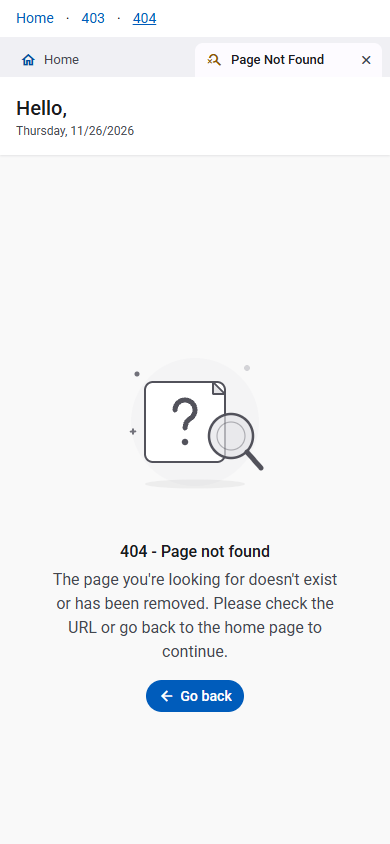 Home · 403 · 404
Home Page Not Found
Hello,
Thursday, 11/26/2026
?
404 - Page not found
The page you're looking for doesn't exist
or has been removed. Please check the
URL or go back to the home page to
continue.
Go back